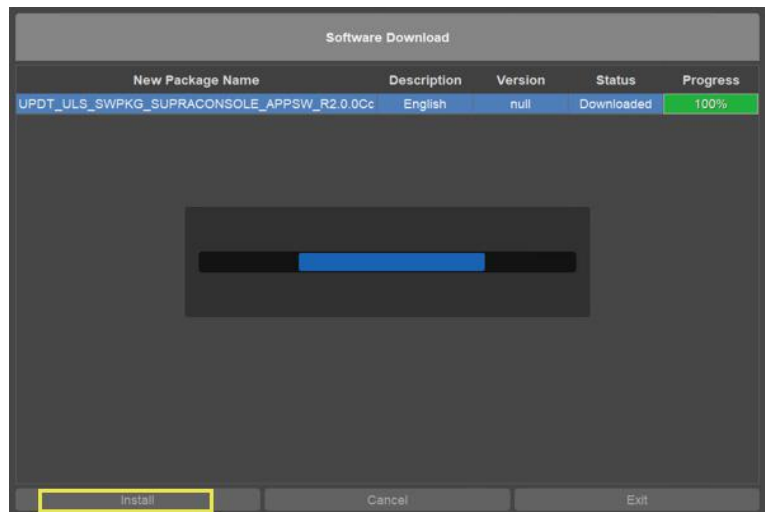 Software Download
New Package Name Description Version Status Progress
UPDT_ULS_SWPKG_SUPRACONSOLE_APPSW_R2.0.0Cc English null Downloaded 100%
Install Cancel Exit